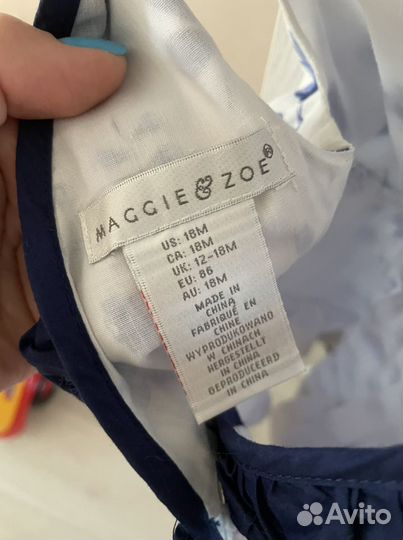 MAGGIE & ZOE®
US: 18M
CA: 18M
UK: 12-18M
EU: 86
AU: 18M
MADE IN
CHINA
FABRIQUÉ EN
CHINE
WYPRODUKOWANO
W CHINACH
HERGESTELLT
IN CHINA
GEPRODUCEERD
IN CHINA
Avito